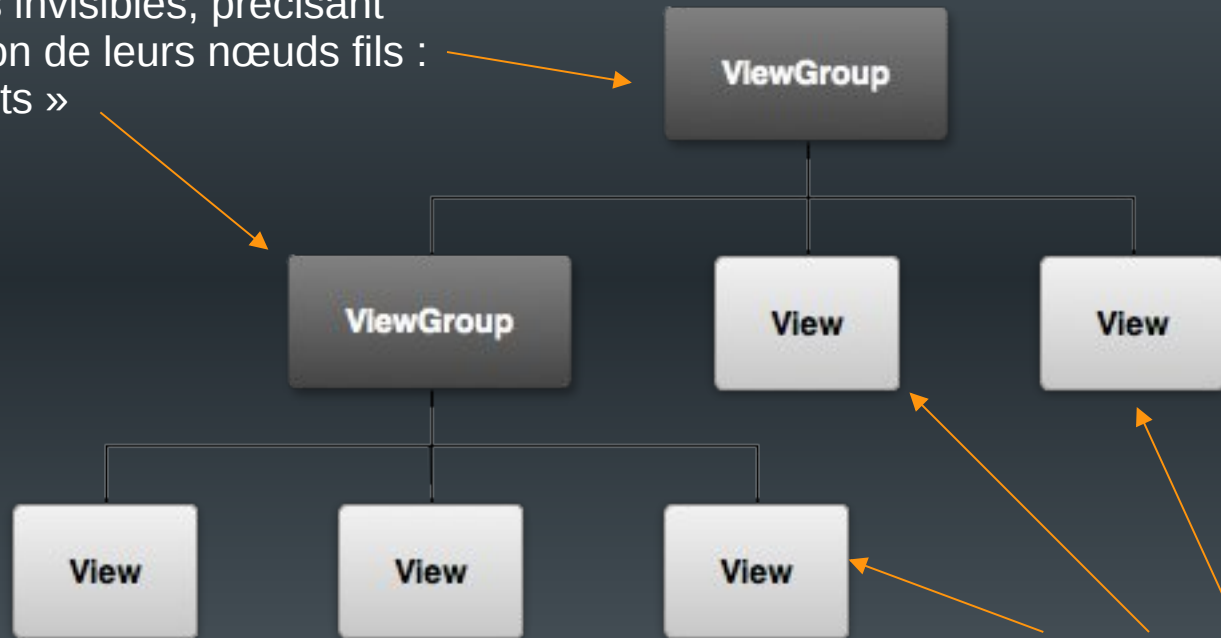 invisibles, précisant
on de leurs nœuds fils :
ts »
ViewGroup
ViewGroup
View
View
View
View
View